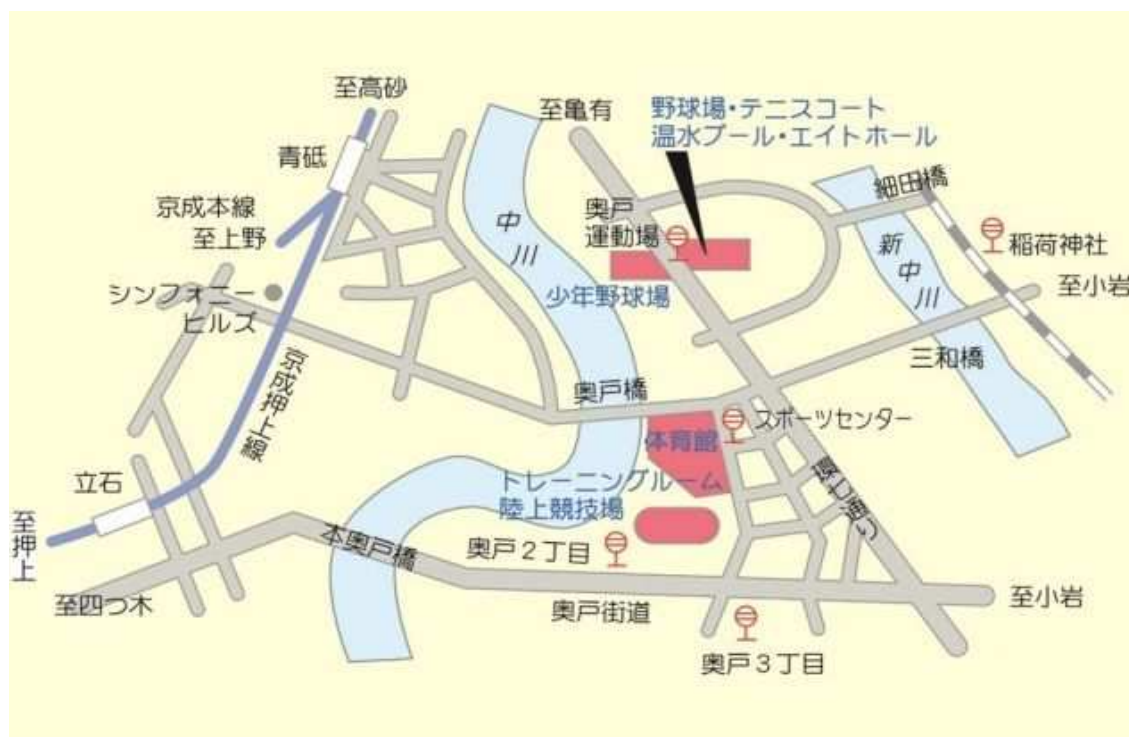 至高砂
至亀有
野球場・テニスコート
温水プール・エイトホール
青砥
細田橋
京成本線
至上野
中川
奥戸
運動場
新中川
稲荷神社
シンフォニー
ヒルズ
少年野球場
至小岩
三和橋
京成押上線
奥戸橋
体育館
スポーツセンター
立石
トレーニングルーム
陸上競技場
至押上
本奥戸橋
奥戸2丁目
至四つ木
奥戸街道
至小岩
奥戸3丁目